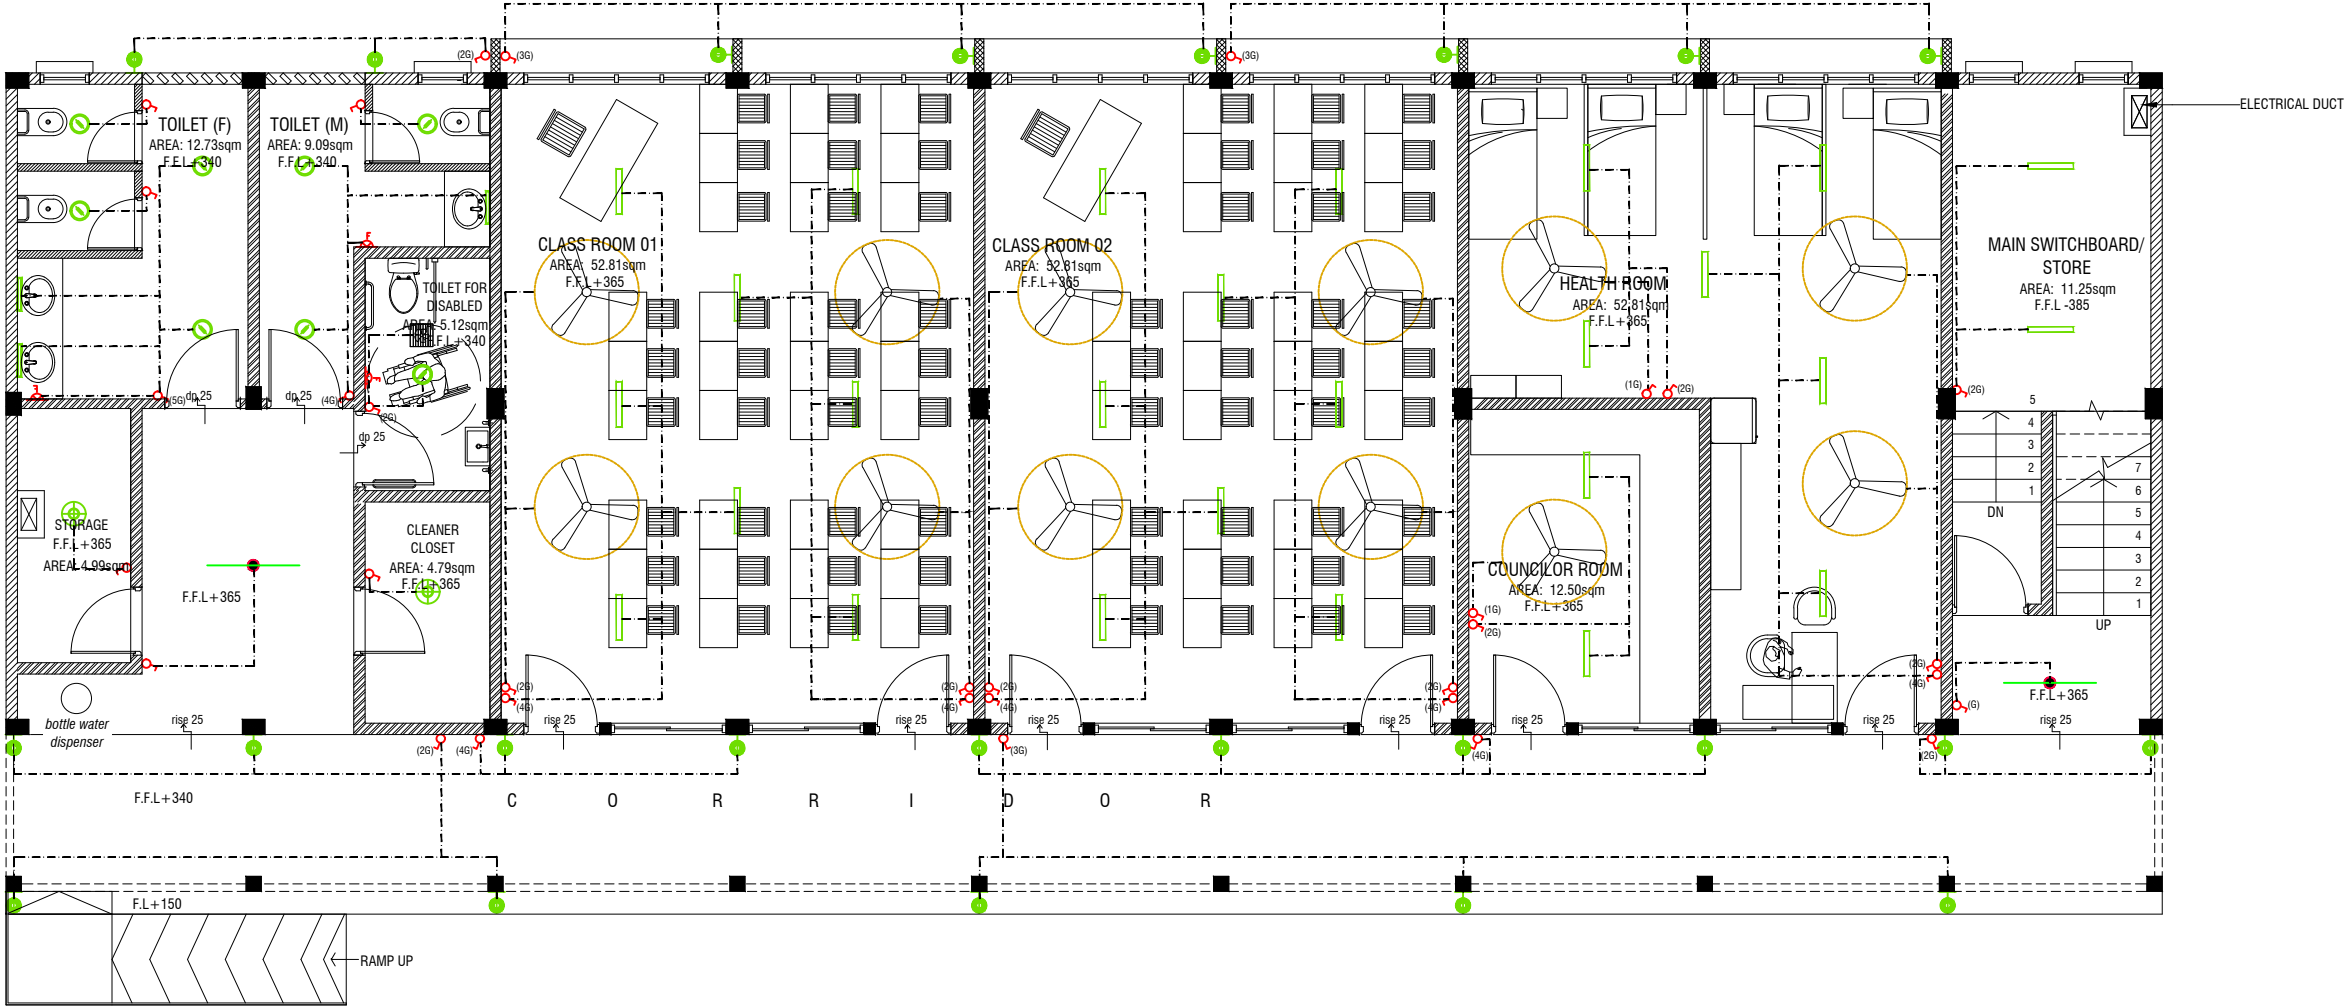 (2G)
(3G)
(3G)
ELECTRICAL DUCT
TOILET (F)
AREA: 12.73sqm
F.F.L+340
TOILET (M)
AREA: 9.09sqm
F.F.L+340
CLASS ROOM 01
AREA: 52.81sqm
F.F.L+365
CLASS ROOM 02
AREA: 52.81sqm
F.F.L+365
HEALTH ROOM
AREA: 52.81sqm
F.F.L+365
MAIN SWITCHBOARD/
STORE
AREA: 11.25sqm
F.F.L -385
TOILET FOR
DISABLED
AREA: 5.12sqm
F.F.L+340
(5G)
dp 25
dp 25
(4G)
(2G)
dp 25
(1G)
(2G)
(2G)
5
4
3
2
1
DN
7
6
5
4
3
2
1
UP
STORAGE
F.F.L+365
AREA: 4.99sqm
F.F.L+365
CLEANER
CLOSET
AREA: 4.79sqm
F.F.L+365
COUNCILOR ROOM
AREA: 12.50sqm
F.F.L+365
(1G)
(2G)
(2G)
(4G)
(2G)
(4G)
(2G)
(4G)
(2G)
(4G)
(2G)
(4G)
F.F.L+365
(G)
bottle water
dispenser
rise 25
rise 25
rise 25
rise 25
rise 25
rise 25
rise 25
rise 25
(2G)
(4G)
(3G)
(4G)
(2G)
F.F.L+340
C O R R I D O R
F.L+150
RAMP UP